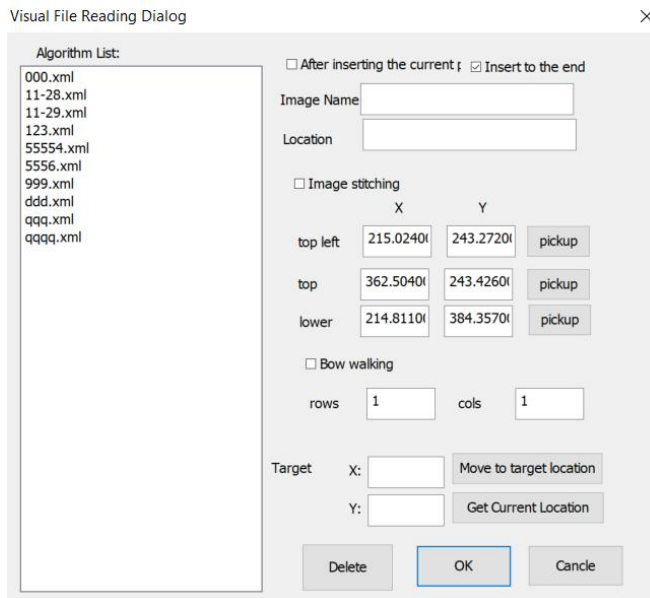 Visual File Reading Dialog
Algorithm List:
000.xml
11-28.xml
11-29.xml
123.xml
55554.xml
5556.xml
999.xml
ddd.xml
qqq.xml
qqqq.xml
After inserting the current p Insert to the end
Image Name
Location
Image stitching
X Y
top left 215.0240( 243.2720( pickup
top 362.5040( 243.4260( pickup
lower 214.8110( 384.3570( pickup
Bow walking
rows 1 cols 1
Target X: Move to target location
Y: Get Current Location
Delete OK Cancle